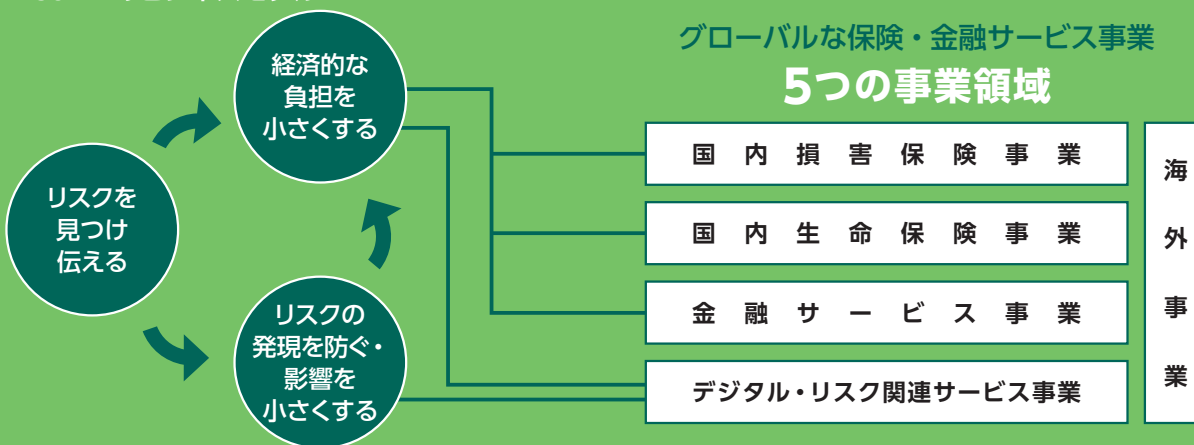 リスクを
見つけ
伝える
経済的な
負担を
小さくする
リスクの
発現を防ぐ・
影響を
小さくする
グローバルな保険・金融サービス事業
5つの事業領域
国内損害保険事業
国内生命保険事業
金融サービス事業
デジタル・リスク関連サービス事業
海外事業